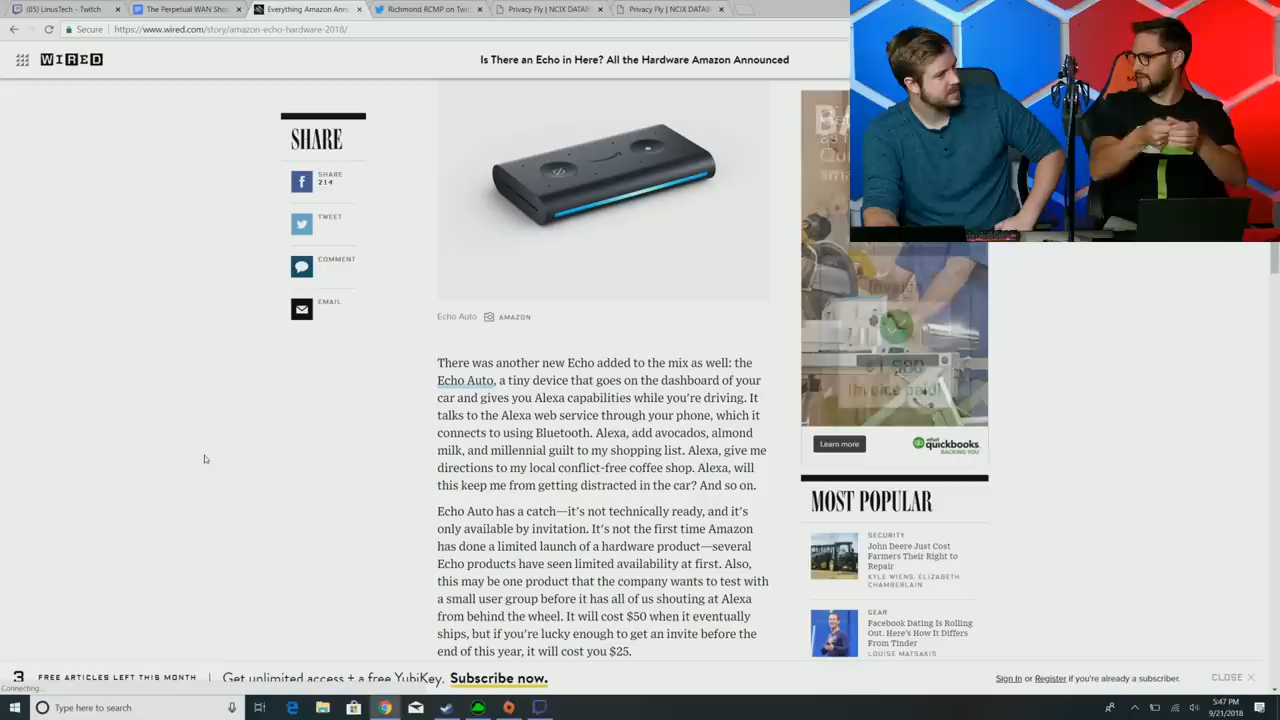 (85) LinusTech - Twitch
The Perpetual WAN Sho
Everything Amazon Ann
Richmond RCMP on Tw
Privacy Fly | NCIX DATAB
Privacy Fly | NCIX DATAB
Secure
https://www.wired.com/story/amazon-echo-hardware-2018/
WIRED
Is There an Echo in Here? All the Hardware Amazon Announced
SHARE
SHARE
214
TWEET
COMMENT
EMAIL
Echo Auto
AMAZON
There was another new Echo added to the mix as well: the
Echo Auto, a tiny device that goes on the dashboard of your
car and gives you Alexa capabilities while you're driving. It
talks to the Alexa web service through your phone, which it
connects to using Bluetooth. Alexa, add avocados, almond
milk, and millennial guilt to my shopping list. Alexa, give me
directions to my local conflict-free coffee shop. Alexa, will
this keep me from getting distracted in the car? And so on.
Echo Auto has a catch—it's not technically ready, and it's
only available by invitation. It's not the first time Amazon
has done a limited launch of a hardware product—several
Echo products have seen limited availability at first. Also,
this may be one product that the company wants to test with
a small user group before it has all of us shouting at Alexa
from behind the wheel. It will cost $50 when it eventually
ships, but if you're lucky enough to get an invite before the
end of this year, it will cost you $25.
Learn more
quickbooks
BACKING YOU
MOST POPULAR
SECURITY
John Deere Just Cost
Farmers Their Right to
Repair
KYLE WIENS, ELIZABETH
CHAMBERLAIN
GEAR
Facebook Dating Is Rolling
Out. Here's How It Differs
From Tinder
LOUISE MATSAKIS
3 FREE ARTICLES LEFT THIS MONTH
Get unlimited access + a free YubiKey. Subscribe now.
Sign In or Register if you're already a subscriber.
CLOSE
Connecting...
Type here to search
5:47 PM
9/21/2018